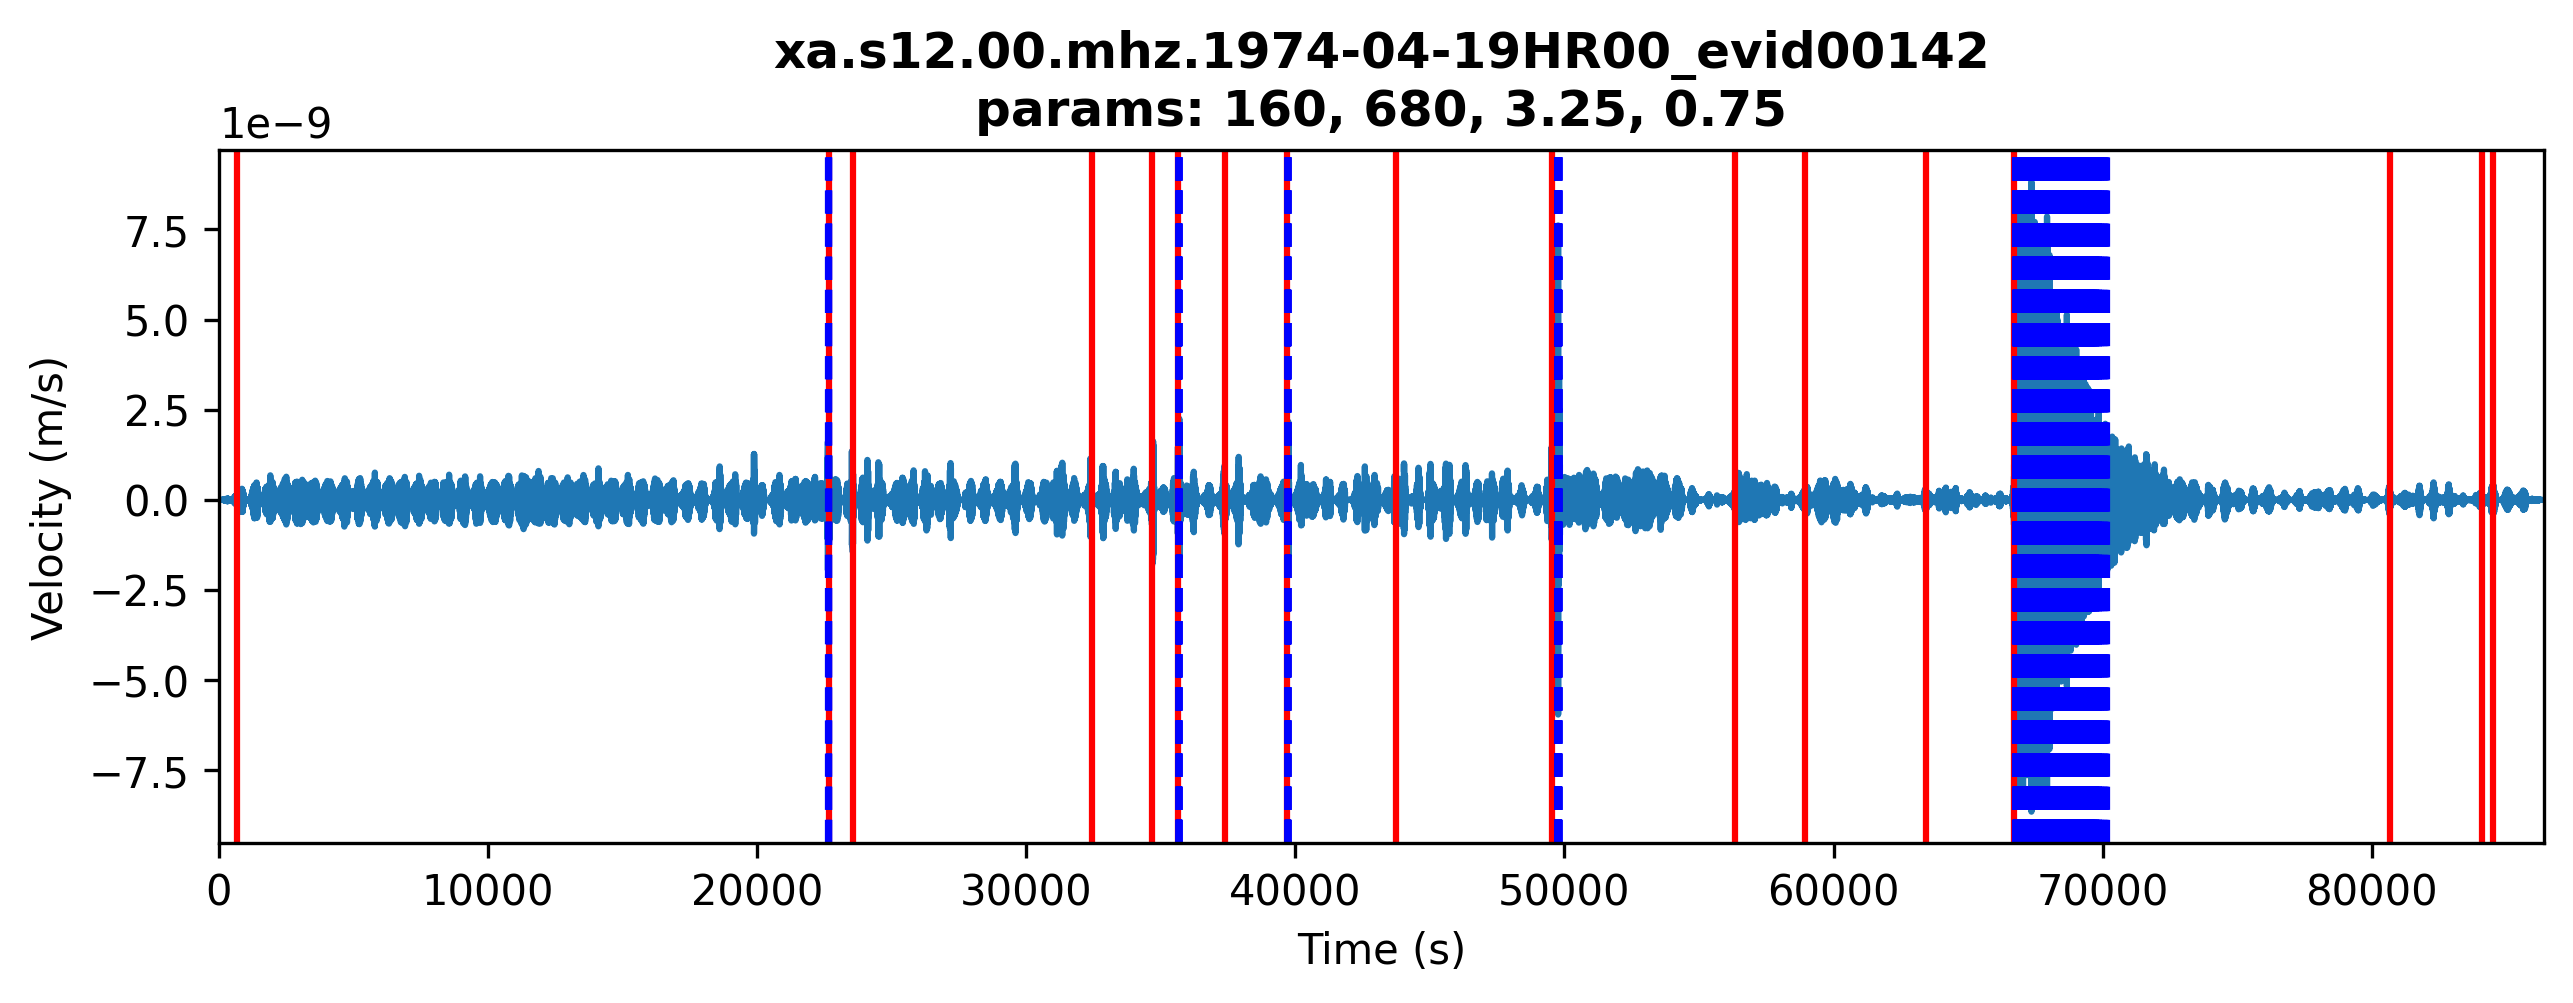 xa.s12.00.mhz.1974-04-19HR00_evid00142
params: 160, 680, 3.25, 0.75
1e−9
7.5
5.0
2.5
0.0
−2.5
−5.0
−7.5
Velocity (m/s)
0 10000 20000 30000 40000 50000 60000 70000 80000
Time (s)